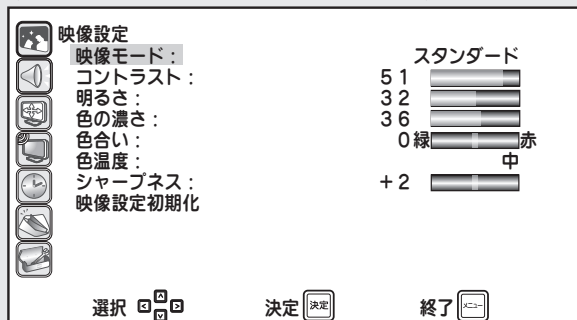 映像設定
映像モード： スタンダード
コントラスト： 51
明るさ： 32
色の濃さ： 36
色合い： 0 緑 赤
色温度： 中
シャープネス： +2
映像設定初期化
選択 決定 決定 終了 メニュー